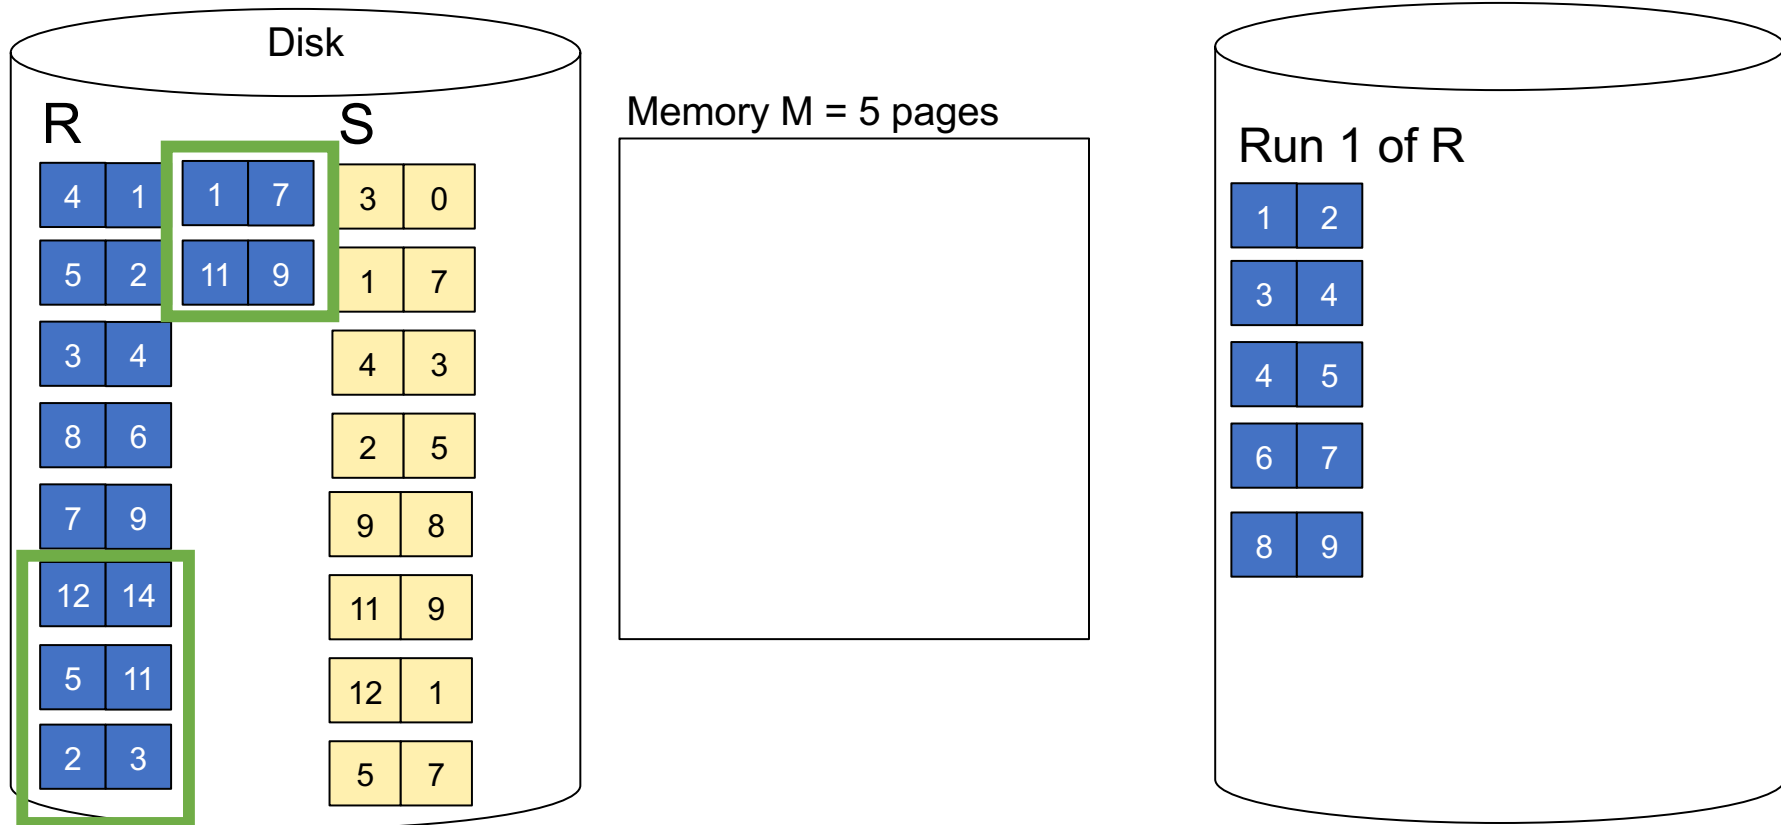 Disk
Memory M = 5 pages
R
S
Run 1 of R
4 1 1 7 3 0
5 2 11 9 1 7
3 4 4 3
8 6 2 5
7 9 9 8
12 14 11 9
5 11 12 1
2 3 5 7
1 2
3 4
4 5
6 7
8 9